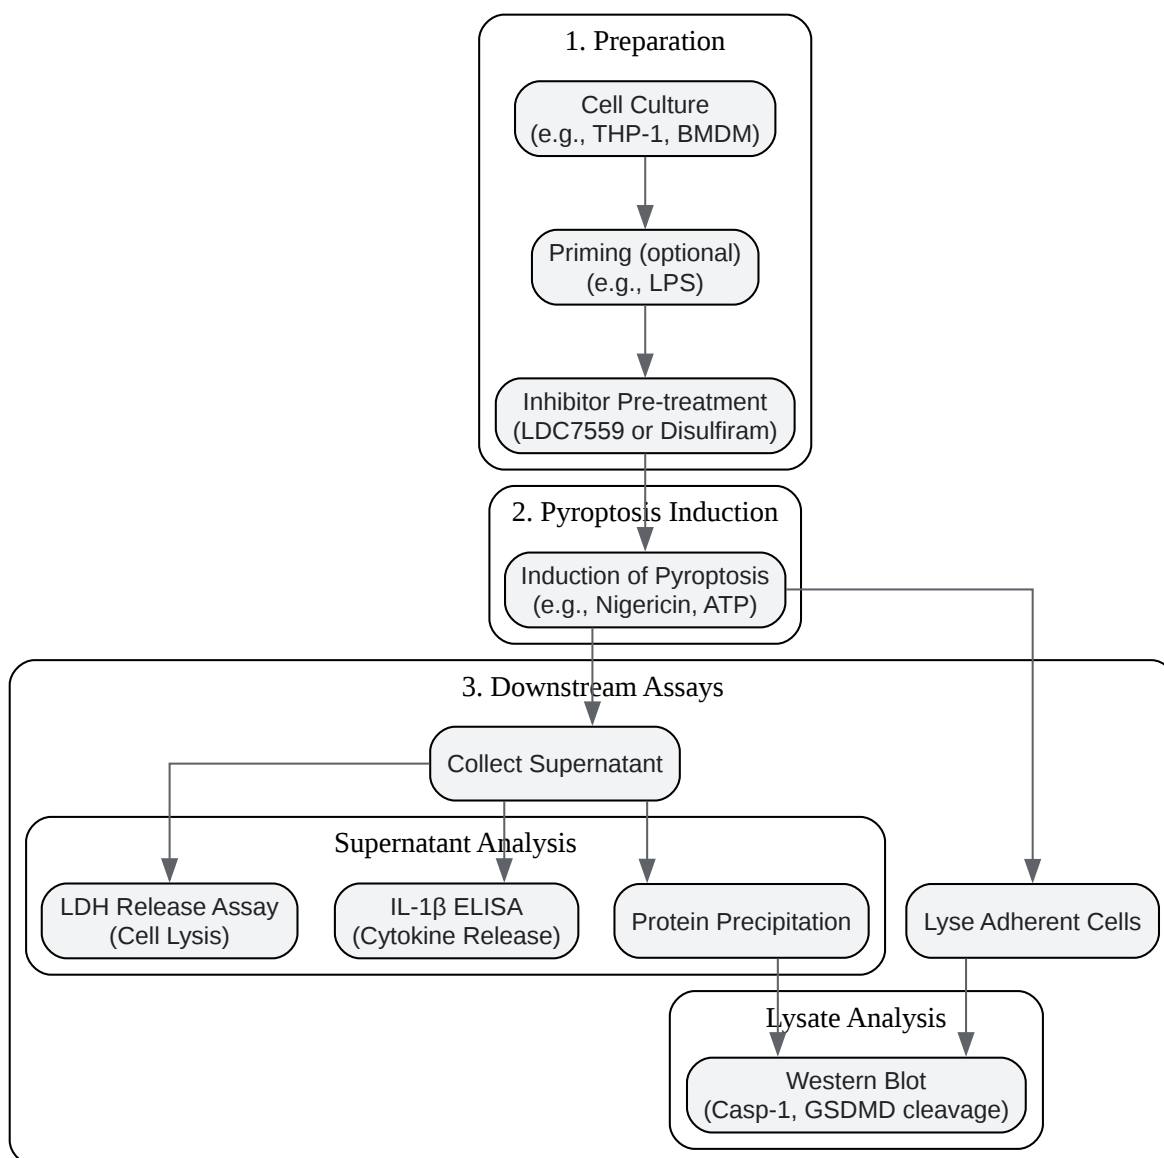 1. Preparation
Cell Culture
(e.g., THP-1, BMDM)
Priming (optional)
(e.g., LPS)
Inhibitor Pre-treatment
(LDC7559 or Disulfiram)
2. Pyroptosis Induction
Induction of Pyroptosis
(e.g., Nigericin, ATP)
3. Downstream Assays
Collect Supernatant
Supernatant Analysis
LDH Release Assay
(Cell Lysis)
IL-1β ELISA
(Cytokine Release)
Protein Precipitation
Lyse Adherent Cells
Lysate Analysis
Western Blot
(Casp-1, GSDMD cleavage)